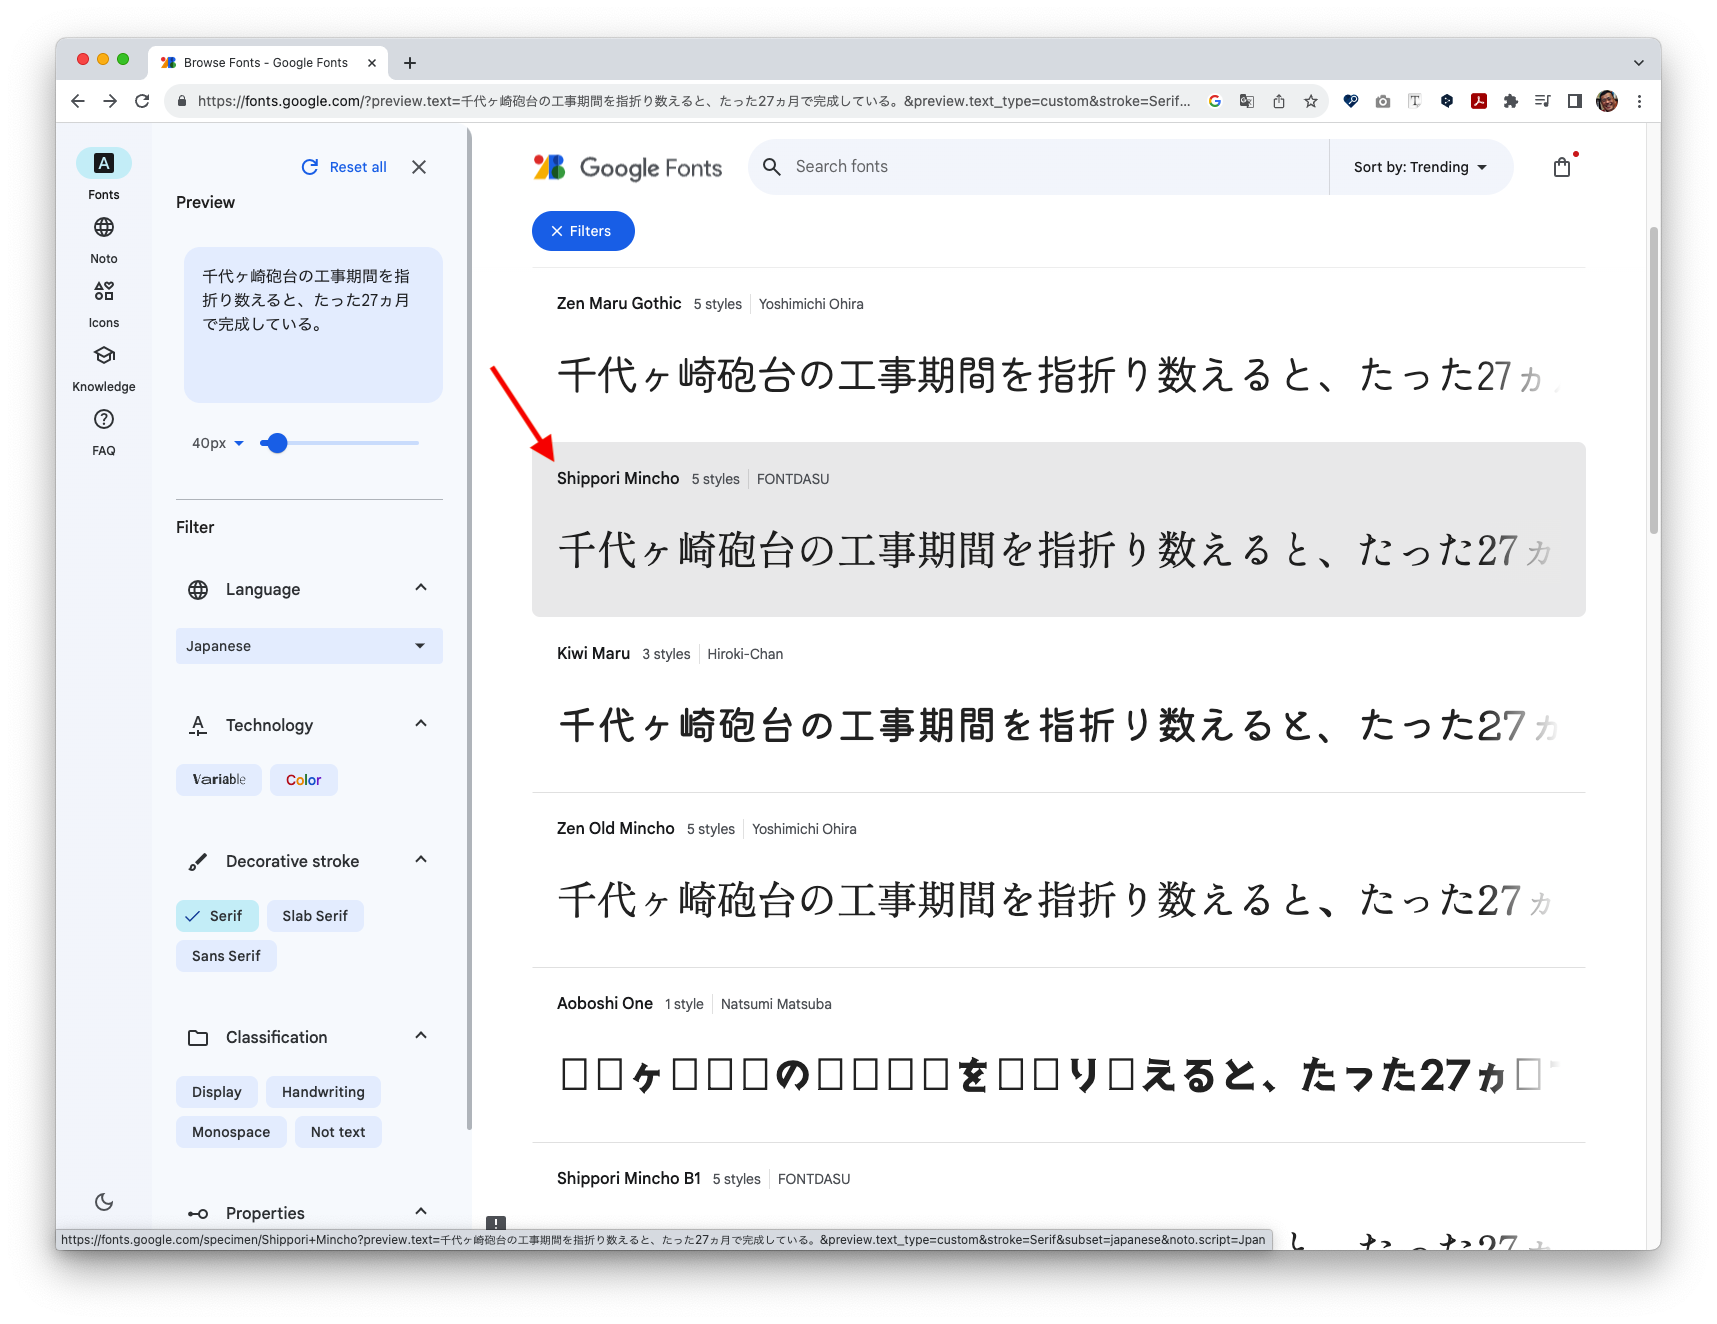 Browse Fonts - Google Fonts
https://fonts.google.com/?preview.text=千代ヶ崎砲台の工事期間を指折り数えると、たった27ヵ月で完成している。&preview.text_type=custom&stroke=Serif...
Fonts
Noto
Icons
Knowledge
FAQ
Reset all
Preview
千代ヶ崎砲台の工事期間を指
折り数えると、たった27ヵ月
で完成している。
40px
Filter
Language
Japanese
Technology
Variable
Color
Decorative stroke
Serif
Slab Serif
Sans Serif
Classification
Display
Handwriting
Monospace
Not text
Properties
Google Fonts
Search fonts
Sort by: Trending
Filters
Zen Maru Gothic 5 styles Yoshimichi Ohira
千代ヶ崎砲台の工事期間を指折り数えると、たった27ヵ
Shippori Mincho 5 styles FONTDASU
千代ヶ崎砲台の工事期間を指折り数えると、たった27ヵ
Kiwi Maru 3 styles Hiroki-Chan
千代ヶ崎砲台の工事期間を指折り数えると、たった27ヵ
Zen Old Mincho 5 styles Yoshimichi Ohira
千代ヶ崎砲台の工事期間を指折り数えると、たった27ヵ
Aoboshi One 1 style Natsumi Matsuba
□□ヶ□□□の□□□□を□□り□えると、たった27ヵ□
Shippori Mincho B1 5 styles FONTDASU
と、たった27ヵ
https://fonts.google.com/specimen/Shippori+Mincho?preview.text=千代ヶ崎砲台の工事期間を指折り数えると、たった27ヵ月で完成している。&preview.text_type=custom&stroke=Serif&subset=japanese&noto.script=Jpan